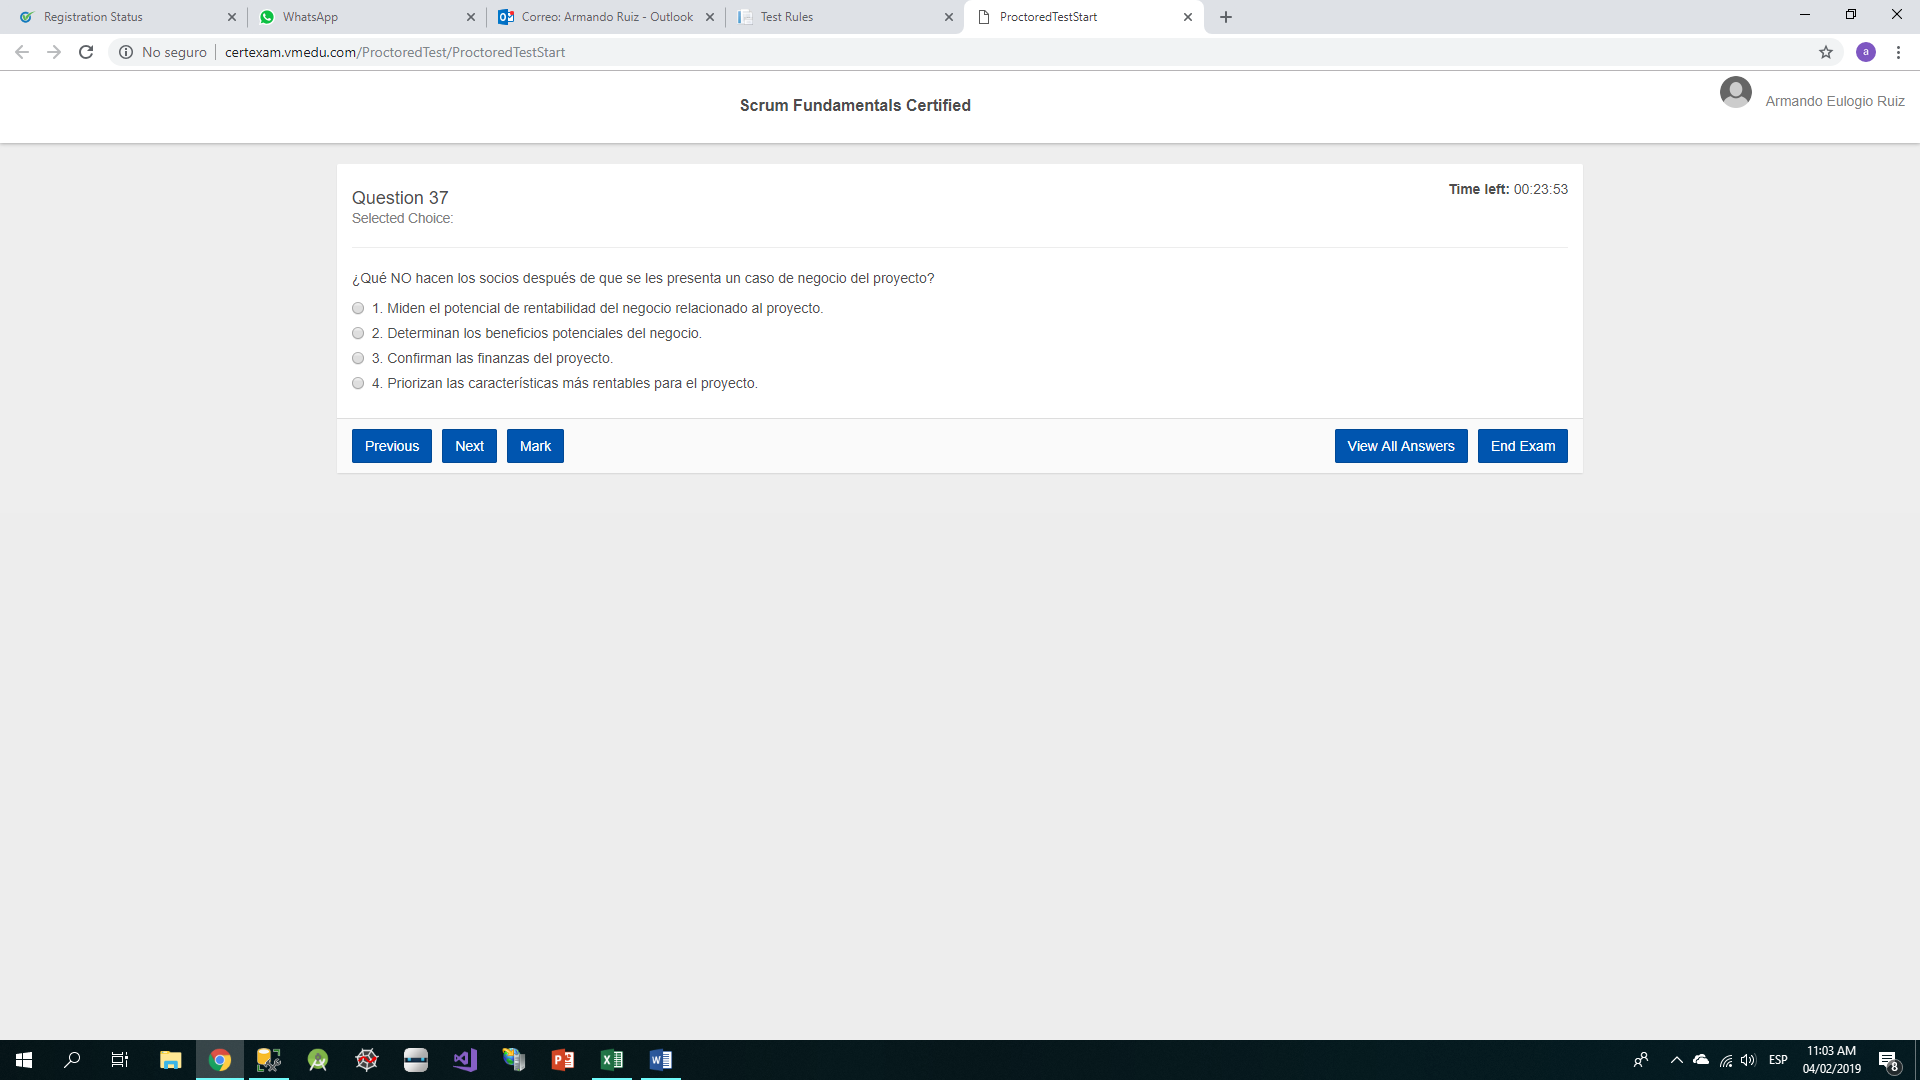 Registration Status
WhatsApp
Correo: Armando Ruiz - Outlook
Test Rules
ProctoredTestStart
No seguro
certexam.vmedu.com/ProctoredTest/ProctoredTestStart
a
Scrum Fundamentals Certified
Armando Eulogio Ruiz
Question 37
Time left: 00:23:53
Selected Choice:
¿Qué NO hacen los socios después de que se les presenta un caso de negocio del proyecto?
1. Miden el potencial de rentabilidad del negocio relacionado al proyecto.
2. Determinan los beneficios potenciales del negocio.
3. Confirman las finanzas del proyecto.
4. Priorizan las características más rentables para el proyecto.
Previous
Next
Mark
View All Answers
End Exam
ESP
11:03 AM
04/02/2019
8